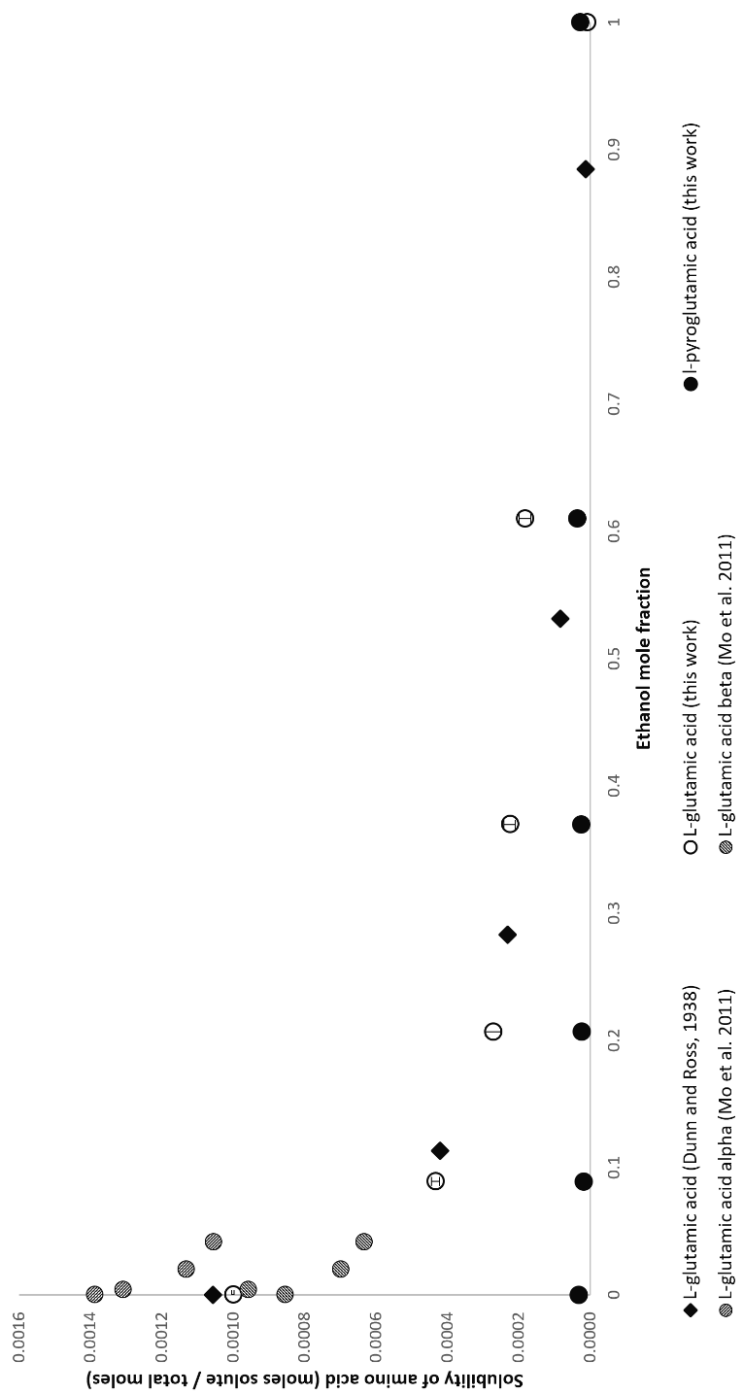 Solubility of amino acid (moles solute / total moles)
0.0016
0.0014
0.0012
0.0010
0.0008
0.0006
0.0004
0.0002
0.0000
0
0.1
0.2
0.3
0.4
0.5
0.6
0.7
0.8
0.9
1
Ethanol mole fraction
L-glutamic acid (Dunn and Ross, 1938)
L-glutamic acid (this work)
l-pyroglutamic acid (this work)
L-glutamic acid alpha (Mo et al. 2011)
L-glutamic acid beta (Mo et al. 2011)